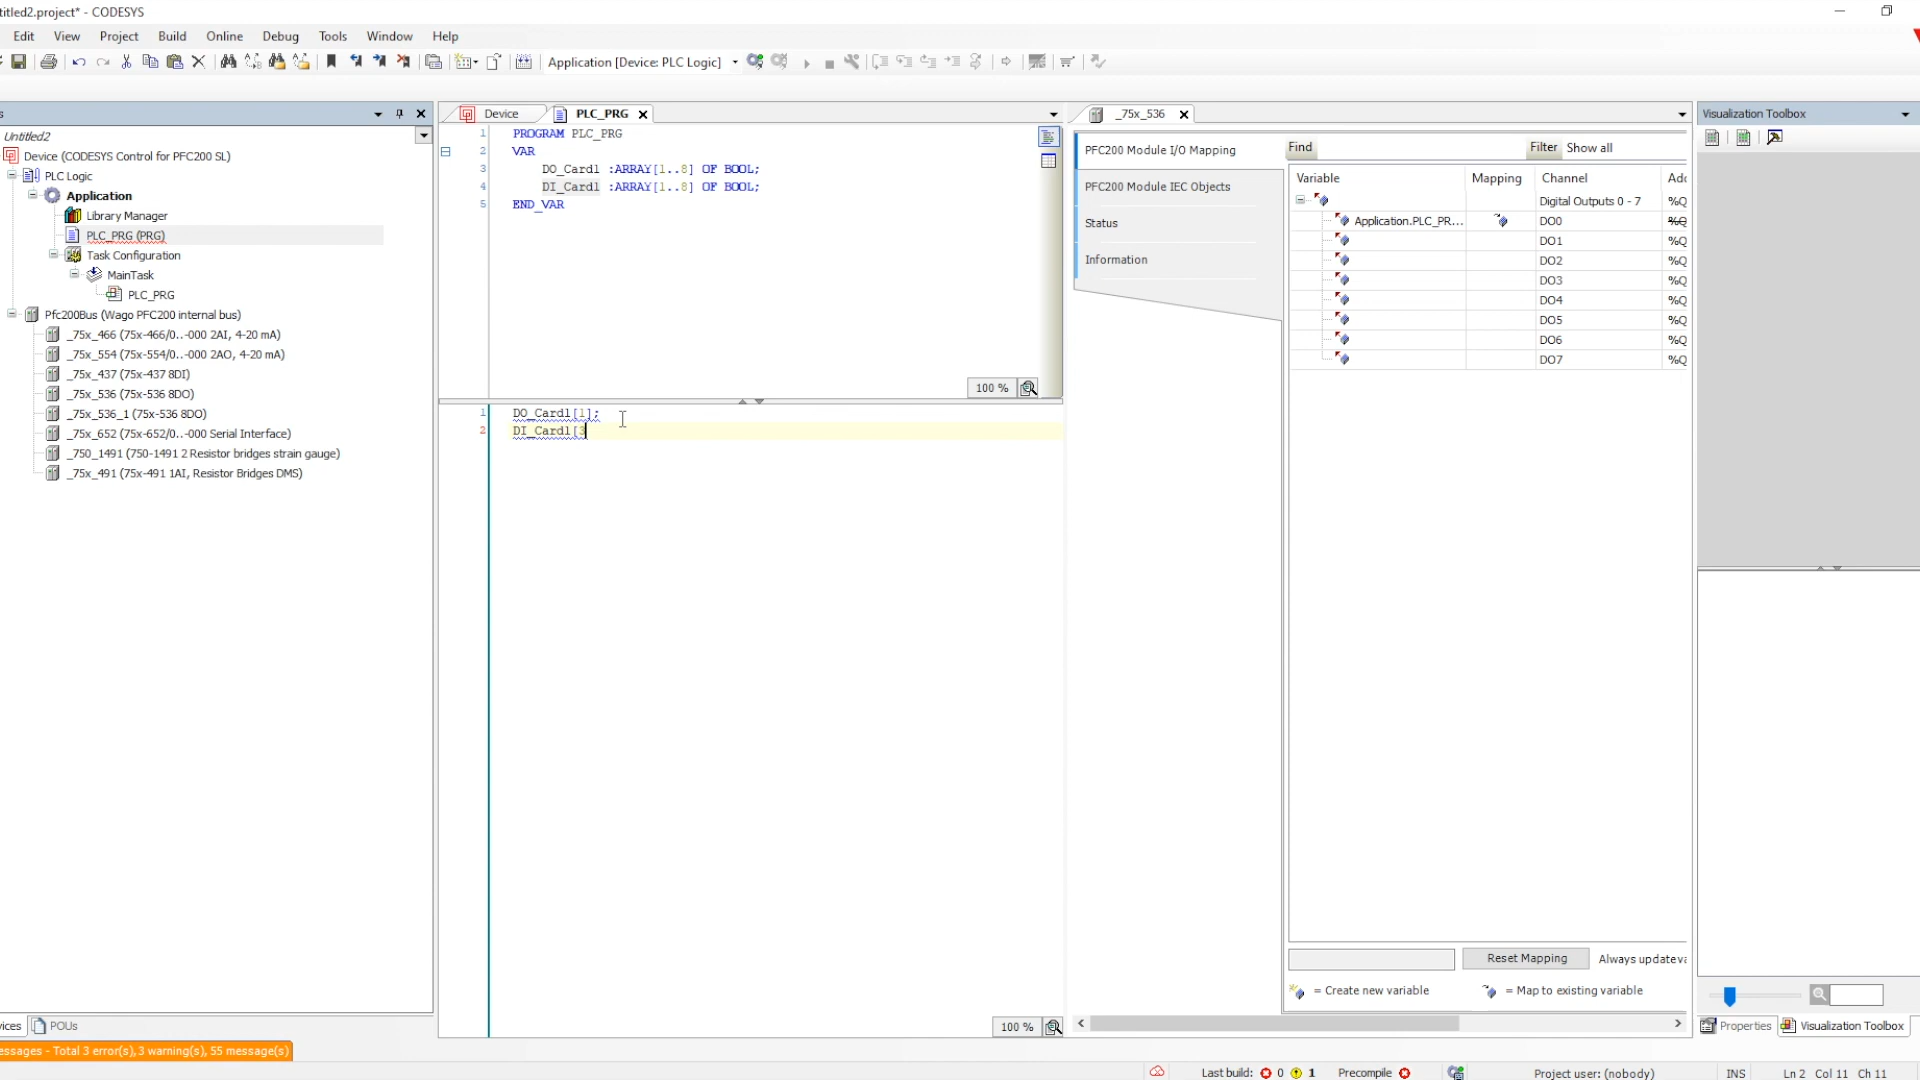 titled2.project* - CODESYS
Edit View Project Build Online Debug Tools Window Help
Application [Device: PLC Logic]
s
Untitled2
Device (CODESYS Control for PFC200 SL)
PLC Logic
Application
Library Manager
PLC_PRG (PRG)
Task Configuration
MainTask
PLC_PRG
Pfc200Bus (Wago PFC200 internal bus)
_75x_466 (75x-466/0..-000 2AI, 4-20 mA)
_75x_554 (75x-554/0..-000 2AO, 4-20 mA)
_75x_437 (75x-437 8DI)
_75x_536 (75x-536 8DO)
_75x_536_1 (75x-536 8DO)
_75x_652 (75x-652/0..-000 Serial Interface)
_750_1491 (750-1491 2 Resistor bridges strain gauge)
_75x_491 (75x-491 1AI, Resistor Bridges DMS)
vices POUs
essages - Total 3 error(s), 3 warning(s), 55 message(s)
Device PLC_PRG
1 PROGRAM PLC_PRG
2 VAR
3 DO_Card1 :ARRAY[1..8] OF BOOL;
4 DI_Card1 :ARRAY[1..8] OF BOOL;
5 END_VAR
100 %
1 DO_Card1[1];
2 DI_Card1[3
100 %
_75x_536
PFC200 Module I/O Mapping
PFC200 Module IEC Objects
Status
Information
Find Filter Show all
Variable Mapping Channel Adc
Digital Outputs 0 - 7 %Q
Application.PLC_PR... DO0 %Q
DO1 %Q
DO2 %Q
DO3 %Q
DO4 %Q
DO5 %Q
DO6 %Q
DO7 %Q
Reset Mapping Always update va
= Create new variable = Map to existing variable
Visualization Toolbox
Properties Visualization Toolbox
Last build: 0 1 Precompile Project user: (nobody) INS Ln 2 Col 11 Ch 11